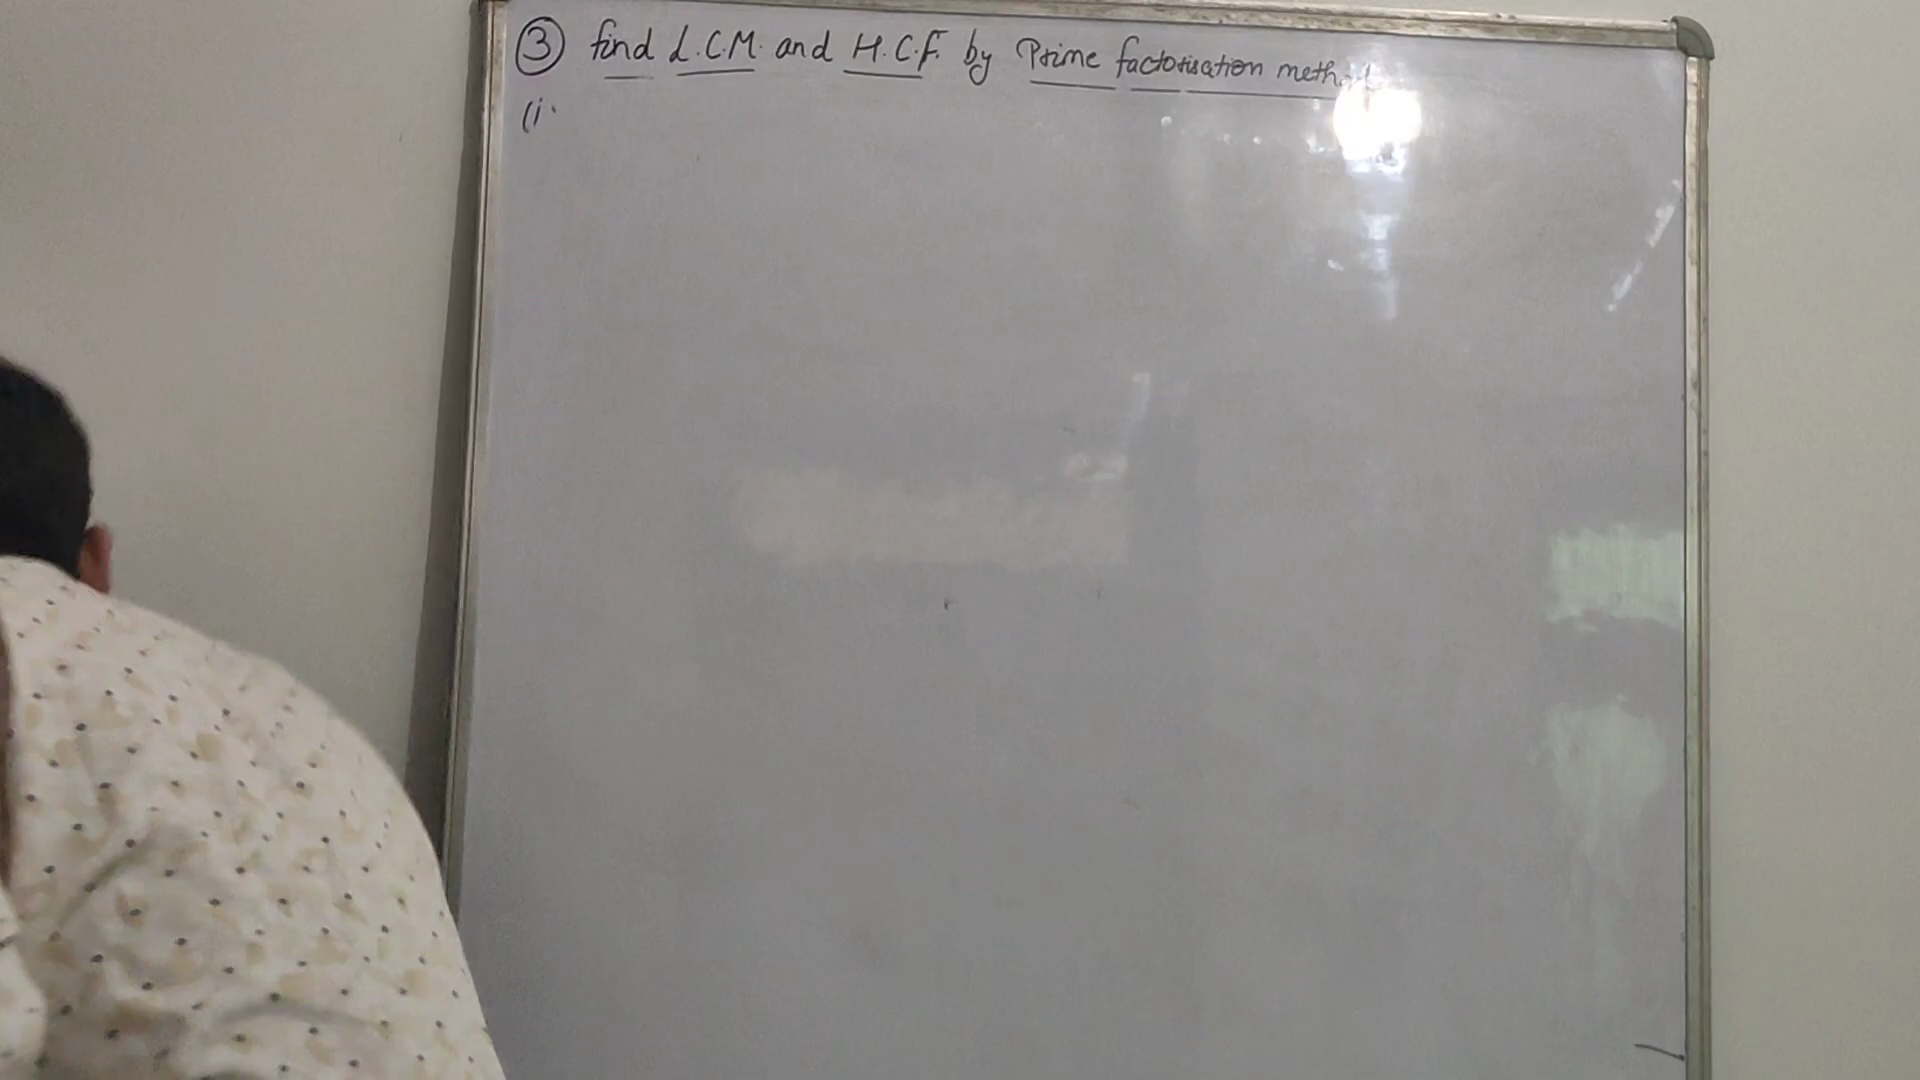 ③ find L.C.M. and H.C.F. by Prime factorisation method
(i.